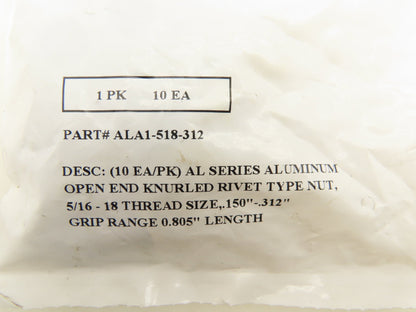 1 PK 10 EA
PART# ALA1-518-312
DESC: (10 EA/PK) AL SERIES ALUMINUM
OPEN END KNURLED RIVET TYPE NUT,
5/16 - 18 THREAD SIZE,.150"-.312"
GRIP RANGE 0.805" LENGTH